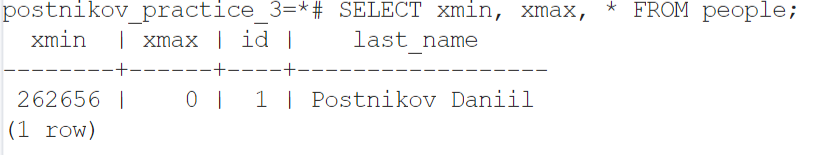 postnikov_practice_3=*# SELECT xmin, xmax, * FROM people;
  xmin  | xmax | id |    last_name
--------+------+----+------------------
 262656 |    0 |  1 | Postnikov Daniil
(1 row)